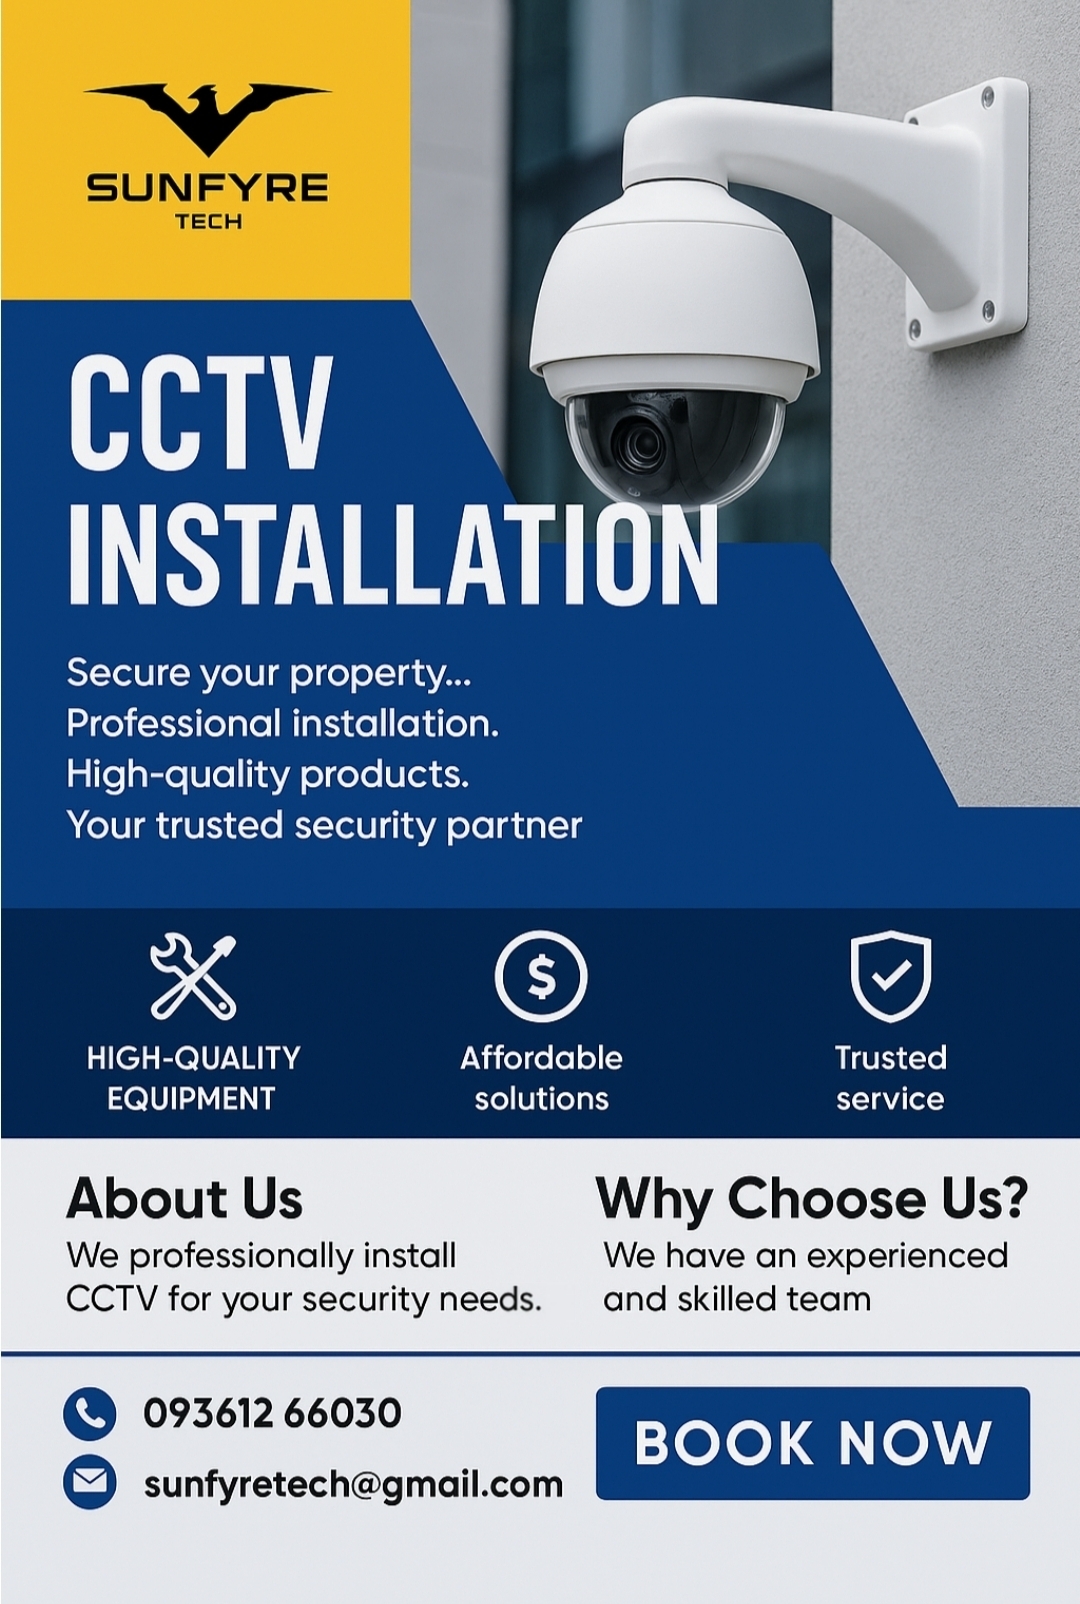 SUNFYRE
TECH
CCTV
INSTALLATION
Secure your property...
Professional installation.
High-quality products.
Your trusted security partner
HIGH-QUALITY
EQUIPMENT
Affordable
solutions
Trusted
service
About Us
We professionally install
CCTV for your security needs.
Why Choose Us?
We have an experienced
and skilled team
093612 66030
sunfyretech@gmail.com
BOOK NOW